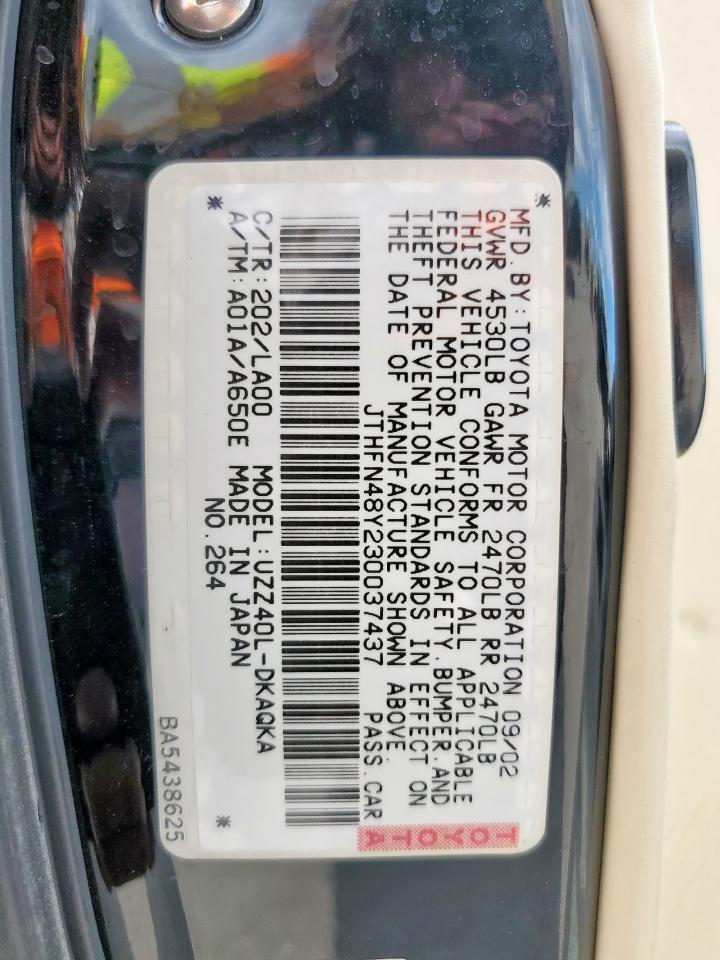 MFD. BY: TOYOTA MOTOR CORPORATION 09/02
GVWR 4530LB GAWR FR 2470LB RR 2470LB
THIS VEHICLE CONFORMS TO ALL APPLICABLE
FEDERAL MOTOR VEHICLE SAFETY, BUMPER, AND
THEFT PREVENTION STANDARDS IN EFFECT ON
THE DATE OF MANUFACTURE SHOWN ABOVE.
JTHFN48Y230037437 PASS. CAR
TOYOTA
C/TR: 202/LA00 MODEL: UZZ40L-DKAQKA
A/TM: A01A/A650E MADE IN JAPAN
NO. 264
BA5438625